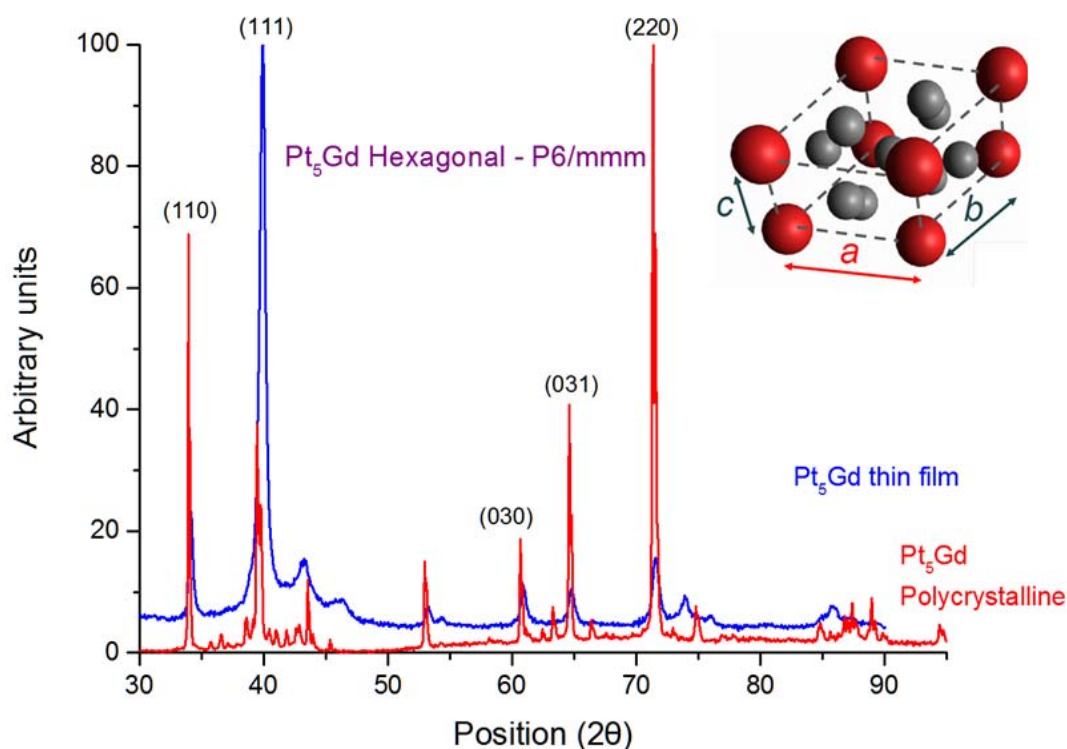 (111)
(220)
100
80
60
40
20
0
Arbitrary units
Pt₅Gd Hexagonal - P6/mmm
(110)
(030)
(031)
c
a
b
Pt₅Gd thin film
Pt₅Gd
Polycrystalline
30 40 50 60 70 80 90
Position (2θ)